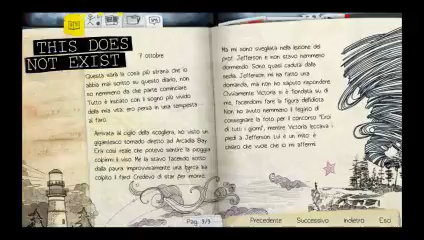 THIS DOES
NOT EXIST
7 ottobre
Questa sarà la cosa più strana che io
abbia mai scritto su questo diario, non
so nemmeno da che parte cominciare.
Tutto è iniziato con il sogno più vivido
della mia vita: ero persa in una tempesta
al faro.
Arrivata al ciglio della scogliera, ho visto un
gigantesco tornado diretto ad Arcadia Bay.
Era così reale che potevo sentire la pioggia
colpirmi il viso. Me la stavo facendo sotto
dalla paura. Improvvisamente una barca ha
colpito il faro. Credevo di star per morire.
Ma mi sono svegliata nella lezione del
prof. Jefferson e non stavo nemmeno
dormendo. Sono quasi caduta dalla
sedia. Jefferson mi ha fatto una
domanda, ma non ho saputo rispondere.
Ovviamente Victoria si è fiondata su di
me, facendomi fare la figura dell'idiota.
Non ho avuto nemmeno il fegato di
consegnare la foto per il concorso "Eroi
di tutti i giorni", mentre Victoria leccava i
piedi a Jefferson. Lui è un mito: è
chiaro che vuole che io mi affermi.
Pag. 3/3
Precedente
Successivo
Indietro
Esc